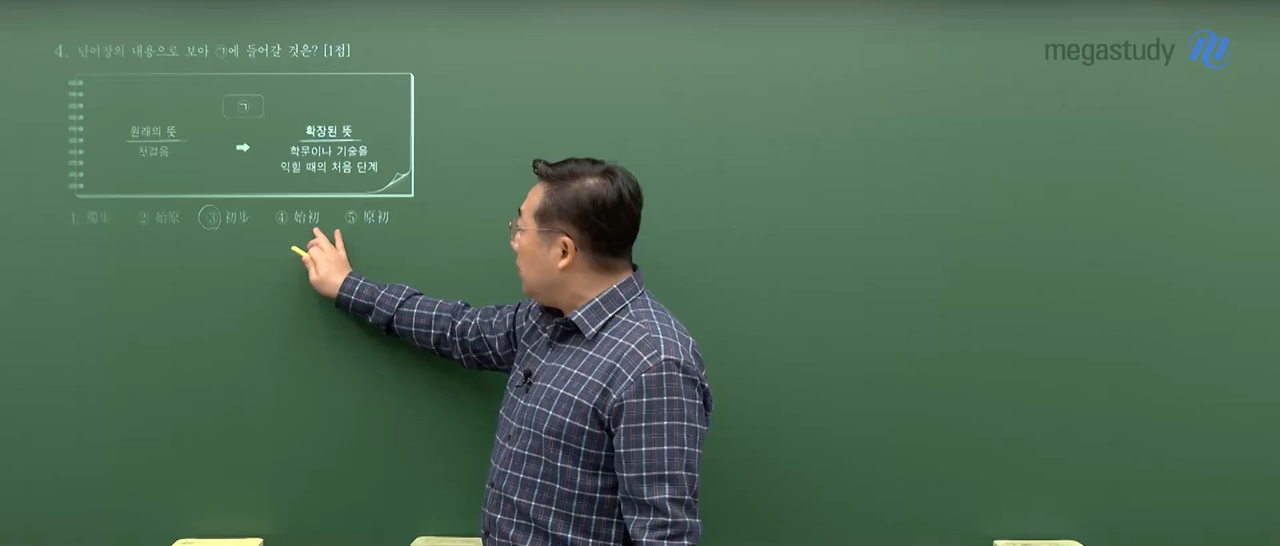 4. 단어장의 내용으로 보아 ㉠에 들어갈 것은? [1점]
megastudy
㉠
원래의 뜻
첫걸음
➡
확장된 뜻
학문이나 기술을
익힐 때의 처음 단계
① 獨步 ② 始原 ③ 初步 ④ 始初 ⑤ 原初